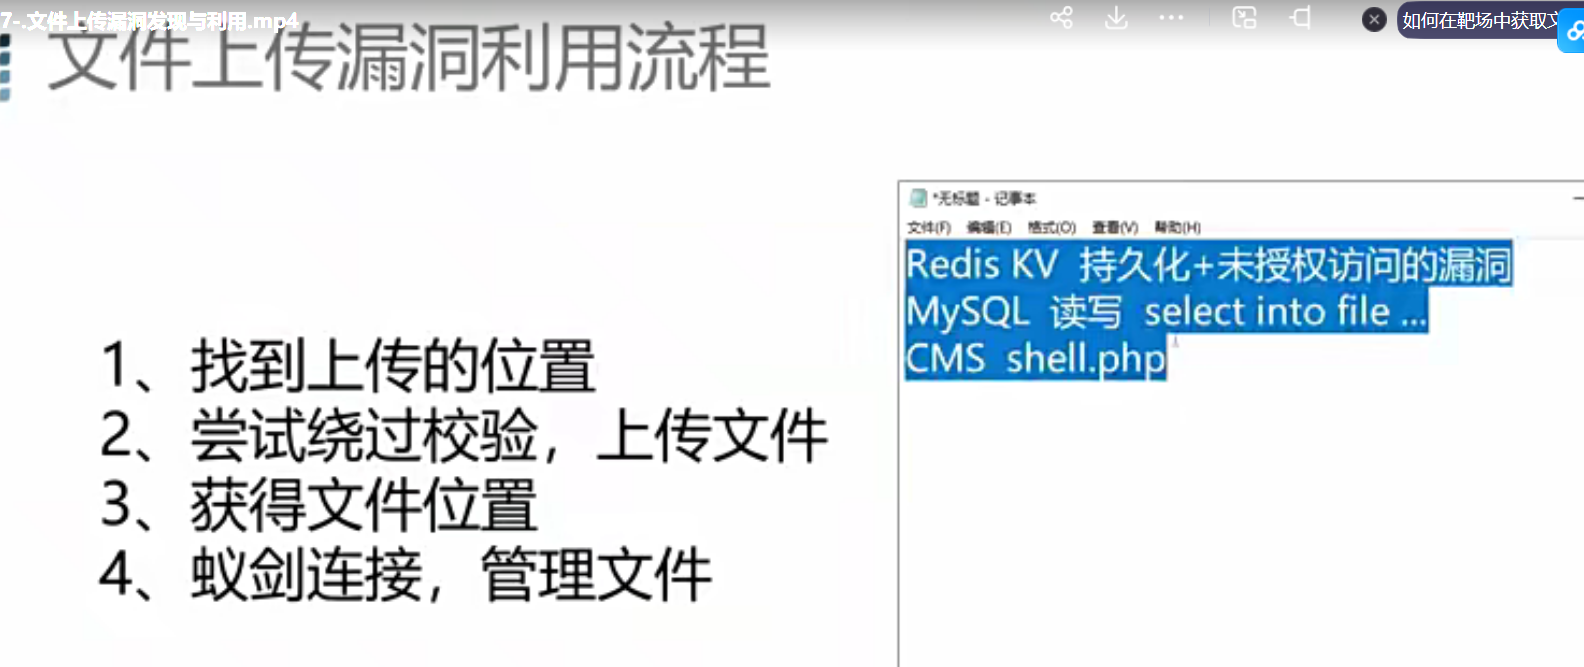 7-.文件上传漏洞发现与利用.mp4
如何在靶场中获取文
文件上传漏洞利用流程
*无标题 - 记事本
文件(F) 编辑(E) 格式(O) 查看(V) 帮助(H)
Redis KV 持久化+未授权访问的漏洞
MySQL 读写 select into file ...
CMS shell.php
1、找到上传的位置
2、尝试绕过校验，上传文件
3、获得文件位置
4、蚁剑连接，管理文件